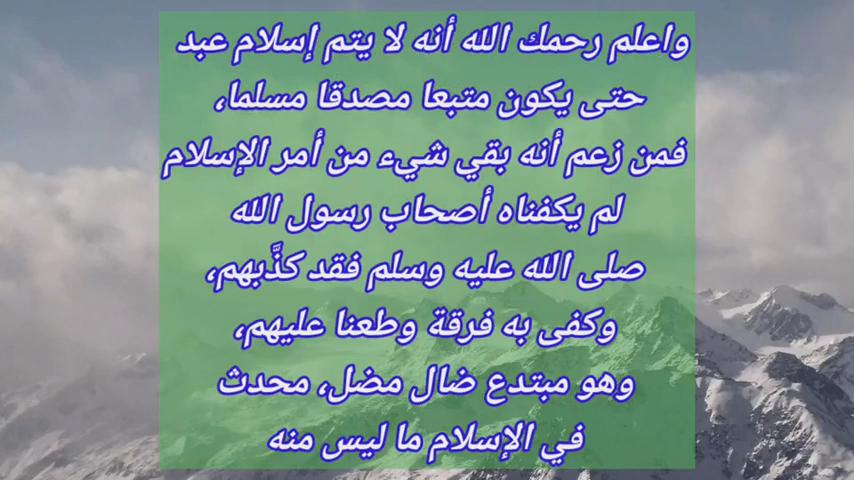 واعلم رحمك الله أنه لا يتم إسلام عبد
حتى يكون متبعا مصدقا مسلما،
فمن زعم أنه بقي شيء من أمر الإسلام
لم يكفناه أصحاب رسول الله
صلى الله عليه وسلم فقد كذَّبهم،
وكفى به فرقة وطعنا عليهم،
وهو مبتدع ضال مضل، محدث
في الإسلام ما ليس منه